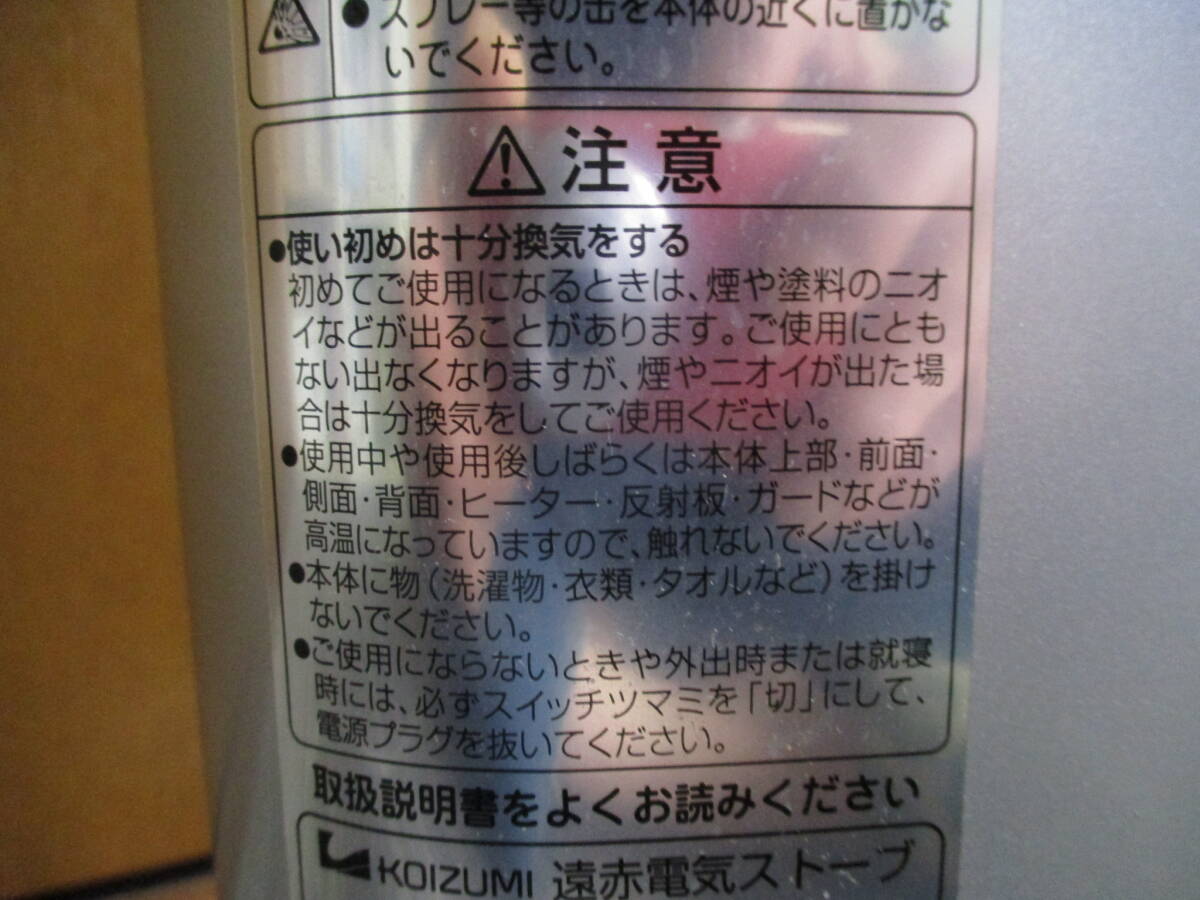 ●スプレー等の缶を本体の近くに置かな
いでください。
注意
●使い初めは十分換気をする
初めてご使用になるときは、煙や塗料のニオ
イなどが出ることがあります。ご使用にとも
ない出なくなりますが、煙やニオイが出た場
合は十分換気をしてご使用ください。
●使用中や使用後しばらくは本体上部・前面・
側面・背面・ヒーター・反射板・ガードなどが
高温になっていますので、触れないでください。
●本体に物(洗濯物・衣類・タオルなど)を掛け
ないでください。
●ご使用にならないときや外出時または就寝
時には、必ずスイッチツマミを「切」にして、
電源プラグを抜いてください。
取扱説明書をよくお読みください
KOIZUMI 遠赤電気ストーブ